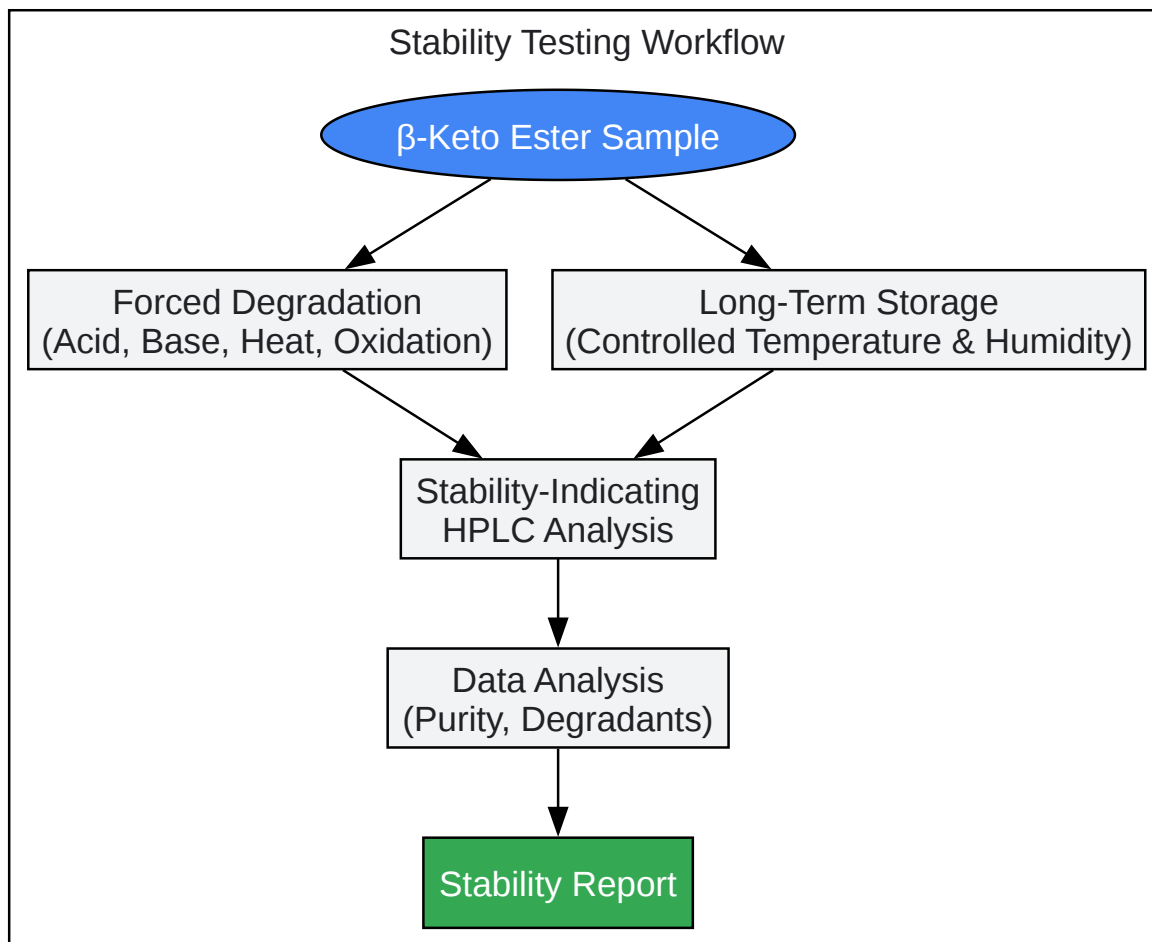 Stability Testing Workflow
β-Keto Ester Sample
Forced Degradation
(Acid, Base, Heat, Oxidation)
Long-Term Storage
(Controlled Temperature & Humidity)
Stability-Indicating
HPLC Analysis
Data Analysis
(Purity, Degradants)
Stability Report